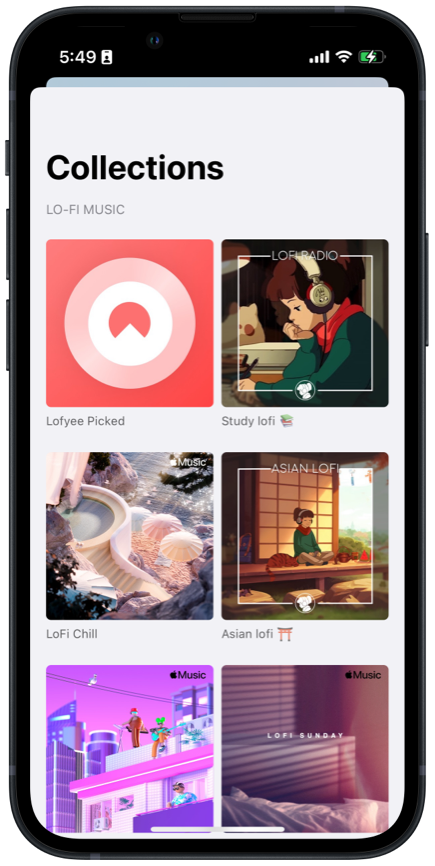 5:49
Collections
LO-FI MUSIC
LOFI RADIO
Lofyee Picked
Study lofi 📚
Music
ASIAN LOFI
LoFi Chill
Asian lofi ⛩️
Music
Music
LOFI SUNDAY